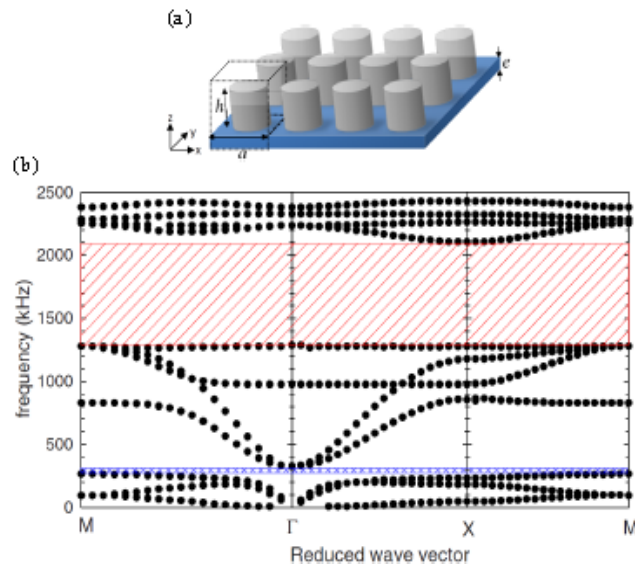 (a)
e
h
z
y
x
a
(b)
2500
2000
1500
1000
500
0
frequency (kHz)
M Γ X M
Reduced wave vector